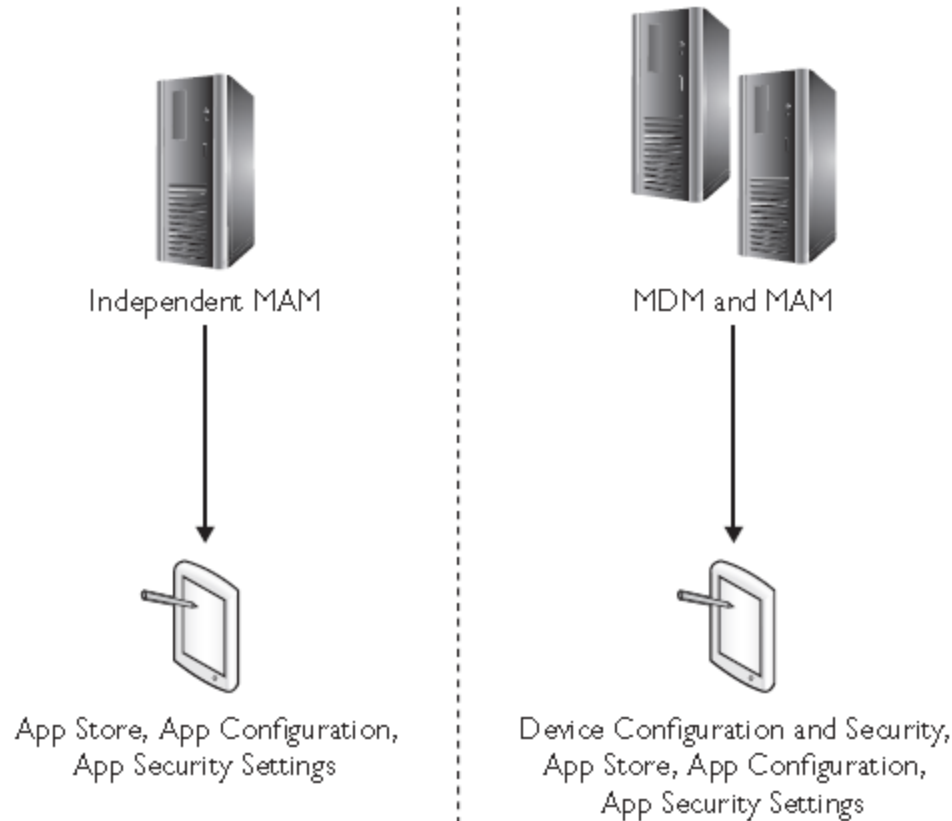 Independent MAM
App Store, App Configuration,
App Security Settings
MDM and MAM
Device Configuration and Security,
App Store, App Configuration,
App Security Settings